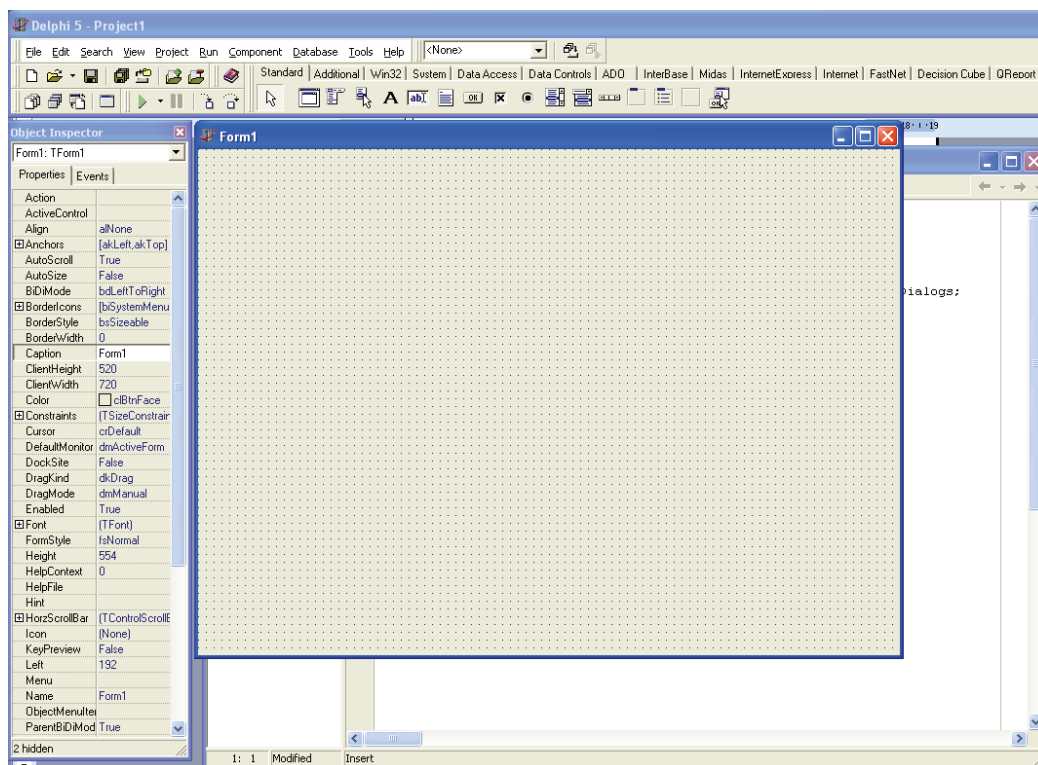 Delphi 5 - Project1
File Edit Search View Project Run Component Database Tools Help <None>
Standard Additional Win32 System Data Access Data Controls ADO InterBase Midas InternetExpress Internet FastNet Decision Cube QReport
A ab OK
Object Inspector
Form1: TForm1
Properties Events
Action
ActiveControl
Align alNone
Anchors [akLeft,akTop]
AutoScroll True
AutoSize False
BiDiMode bdLeftToRight
BorderIcons [biSystemMenu
BorderStyle bsSizeable
BorderWidth 0
Caption Form1
ClientHeight 520
ClientWidth 720
Color clBtnFace
Constraints (TSizeConstrain
Cursor crDefault
DefaultMonitor dmActiveForm
DockSite False
DragKind dkDrag
DragMode dmManual
Enabled True
Font (TFont)
FormStyle fsNormal
Height 554
HelpContext 0
HelpFile
Hint
HorzScrollBar (TControlScrollB
Icon (None)
KeyPreview False
Left 192
Menu
Name Form1
ObjectMenuIte
ParentBiDiMod True
2 hidden
Form1
18 19
Dialogs;
1: 1 Modified Insert